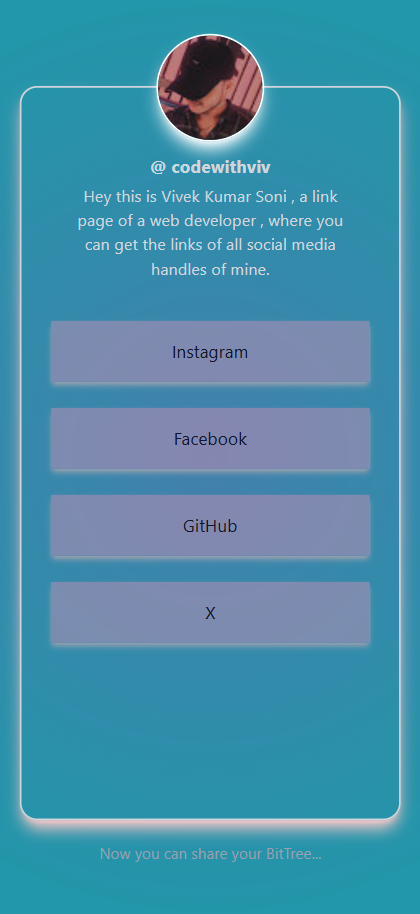 @ codewithviv
Hey this is Vivek Kumar Soni , a link
page of a web developer , where you
can get the links of all social media
handles of mine.
Instagram
Facebook
GitHub
X
Now you can share your BitTree...